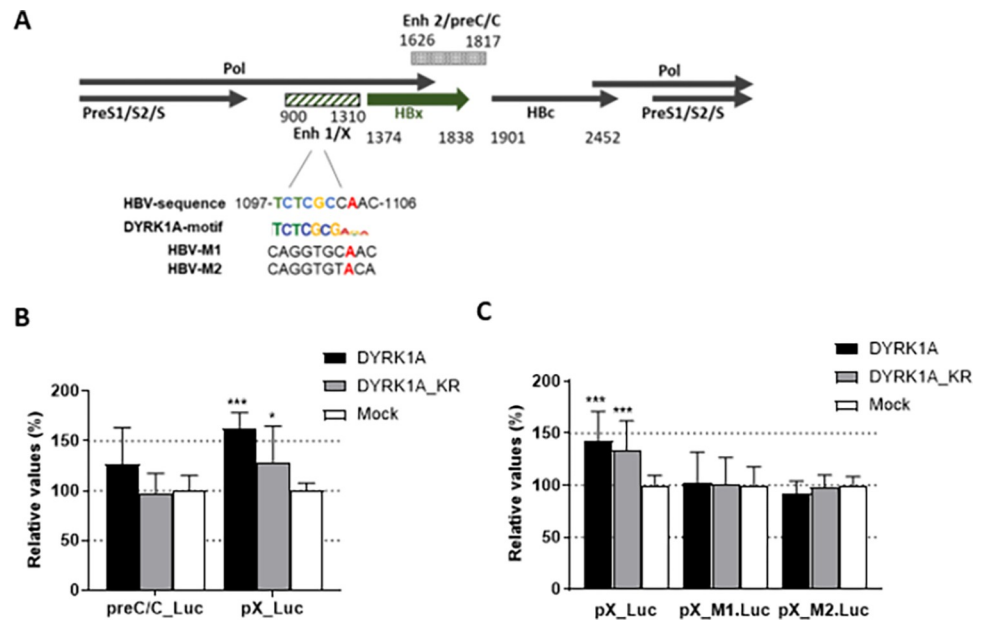 A
Enh 2/preC/C
1626 1817
Pol
Pol
PreS1/S2/S
900 1310
Enh 1/X
HBx
1374 1838
HBc
1901 2452
PreS1/S2/S
HBV-sequence 1097-TCTCGCCAAC-1106
DYRK1A-motif TCTCGCGAAA
HBV-M1 CAGGTGCAAC
HBV-M2 CAGGTGTACA
B
DYRK1A
DYRK1A_KR
Mock
Relative values (%)
200
150
100
50
0
*** *
preC/C_Luc pX_Luc
C
DYRK1A
DYRK1A_KR
Mock
Relative values (%)
200
150
100
50
0
*** ***
pX_Luc pX_M1.Luc pX_M2.Luc